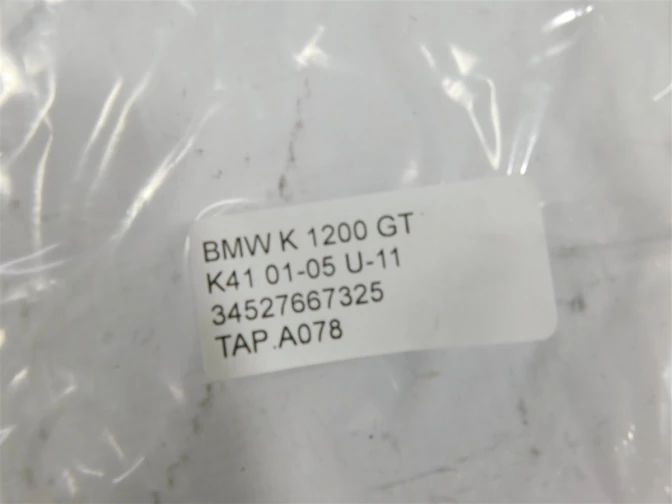 BMW K 1200 GT
K41 01-05 U-11
34527667325
TAP.A078